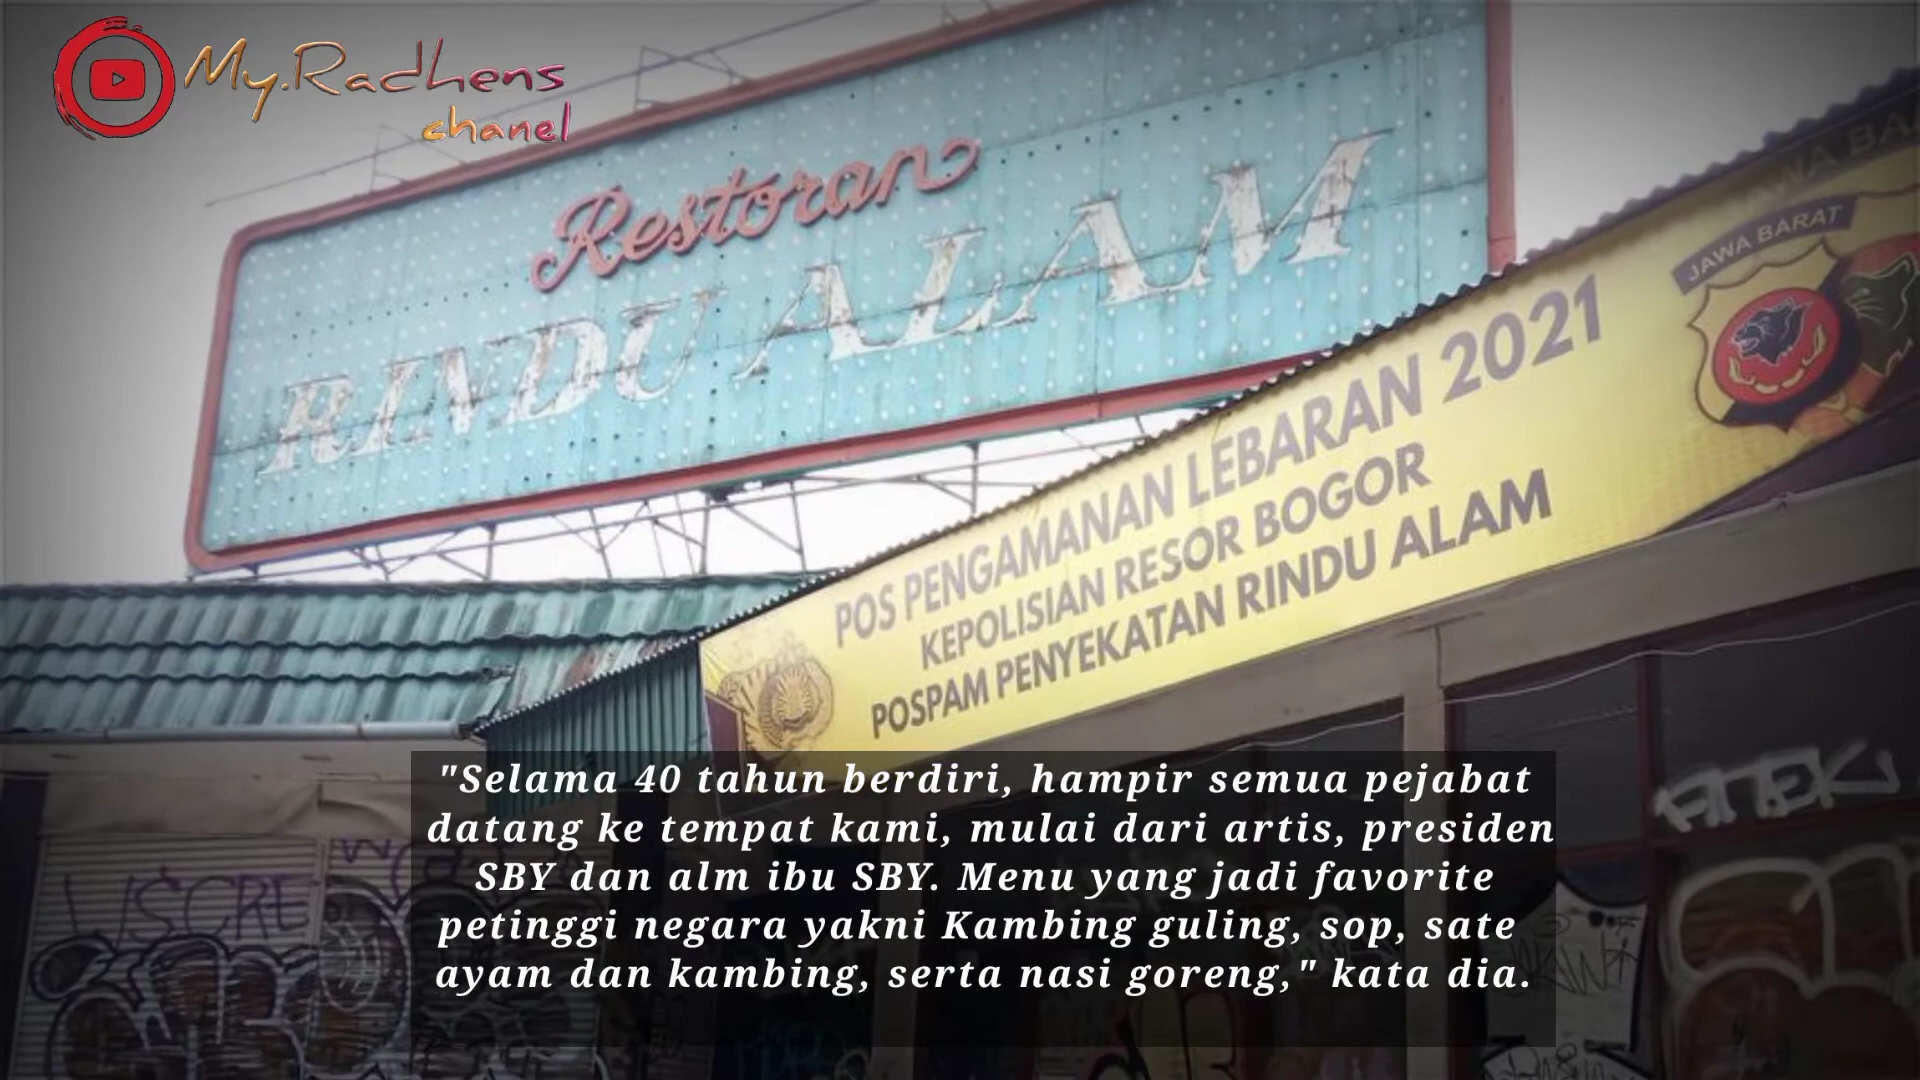 My.Radhens
chanel
Restoran
RINDU ALAM
JAWA BA
JAWA BARAT
POS PENGAMANAN LEBARAN 2021
KEPOLISIAN RESOR BOGOR
POSPAM PENYEKATAN RINDU ALAM
"Selama 40 tahun berdiri, hampir semua pejabat
datang ke tempat kami, mulai dari artis, presiden
SBY dan alm ibu SBY. Menu yang jadi favorite
petinggi negara yakni Kambing guling, sop, sate
ayam dan kambing, serta nasi goreng," kata dia.